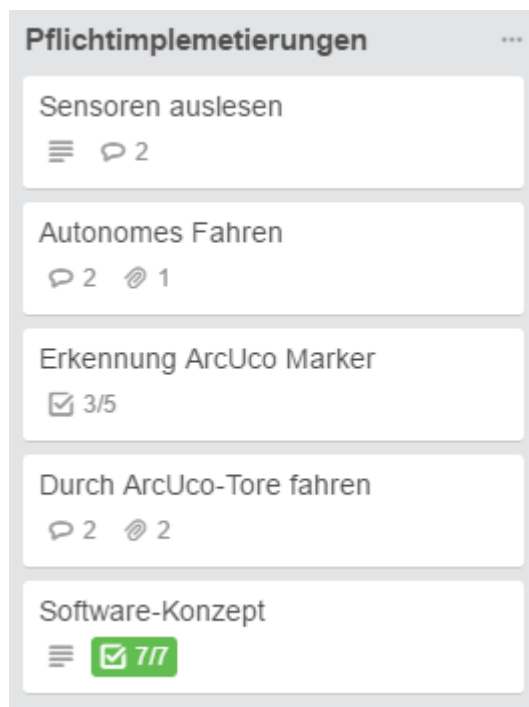 Pflichtimplemetierungen
Sensoren auslesen
2
Autonomes Fahren
2 1
Erkennung ArcUco Marker
3/5
Durch ArcUco-Tore fahren
2 2
Software-Konzept
7/7